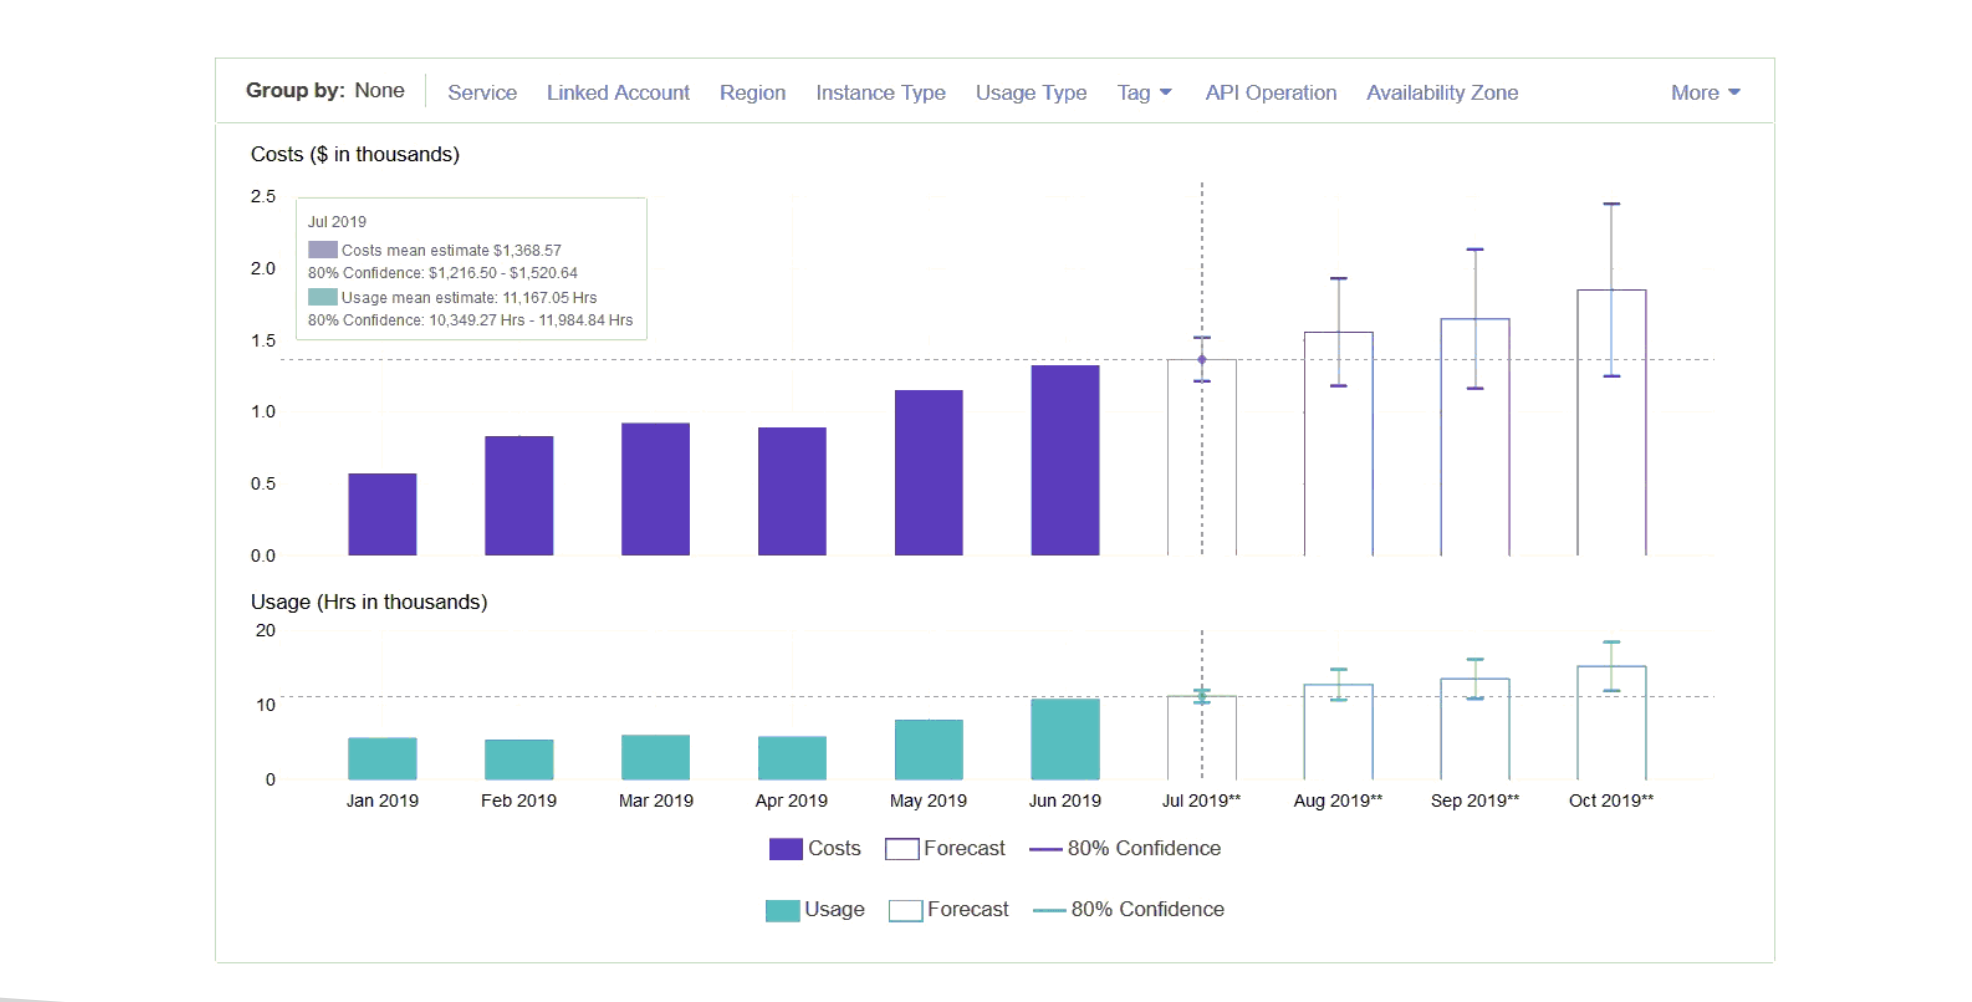 Group by: None Service Linked Account Region Instance Type Usage Type Tag API Operation Availability Zone More
Costs ($ in thousands)
2.5
2.0
1.5
1.0
0.5
0.0
Jul 2019
Costs mean estimate $1,368.57
80% Confidence: $1,216.50 - $1,520.64
Usage mean estimate: 11,167.05 Hrs
80% Confidence: 10,349.27 Hrs - 11,984.84 Hrs
Usage (Hrs in thousands)
20
10
0
Jan 2019 Feb 2019 Mar 2019 Apr 2019 May 2019 Jun 2019 Jul 2019** Aug 2019** Sep 2019** Oct 2019**
Costs Forecast 80% Confidence
Usage Forecast 80% Confidence